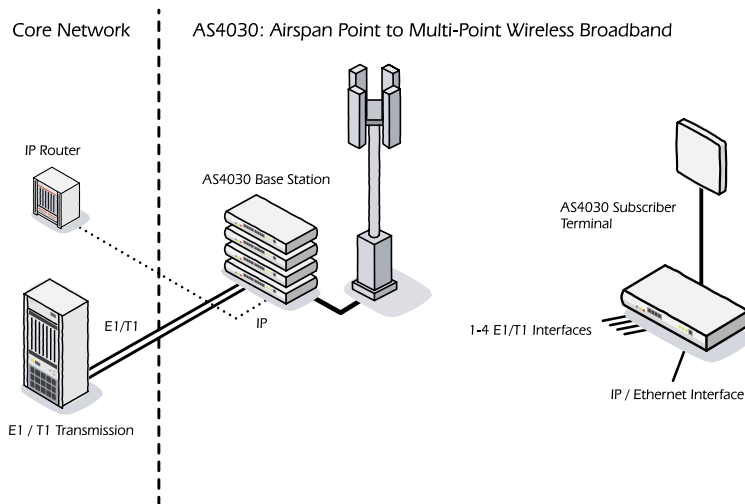 Core Network
AS4030: Airspan Point to Multi-Point Wireless Broadband
IP Router
AS4030 Base Station
AS4030 Subscriber
Terminal
E1/T1
IP
1-4 E1/T1 Interfaces
IP / Ethernet Interface
E1 / T1 Transmission